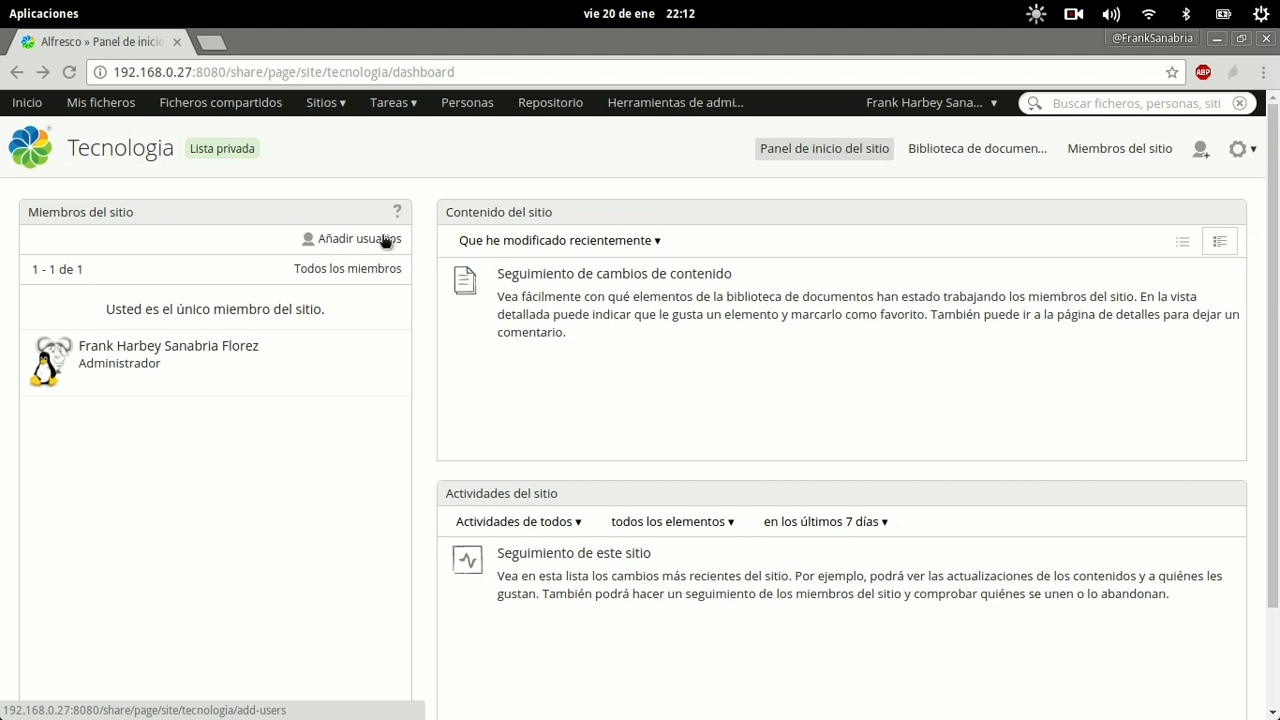 Aplicaciones
vie 20 de ene 22:12
Alfresco » Panel de inicio
@FrankSanabria
192.168.0.27:8080/share/page/site/tecnologia/dashboard
ABP
Inicio Mis ficheros Ficheros compartidos Sitios ▾ Tareas ▾ Personas Repositorio Herramientas de admi... Frank Harbey Sana... ▾ Buscar ficheros, personas, siti
Tecnologia Lista privada Panel de inicio del sitio Biblioteca de documen... Miembros del sitio
Miembros del sitio ?
Añadir usuarios
1 - 1 de 1 Todos los miembros
Usted es el único miembro del sitio.
Frank Harbey Sanabria Florez
Administrador
Contenido del sitio
Que he modificado recientemente ▾
Seguimiento de cambios de contenido
Vea fácilmente con qué elementos de la biblioteca de documentos han estado trabajando los miembros del sitio. En la vista
detallada puede indicar que le gusta un elemento y marcarlo como favorito. También puede ir a la página de detalles para dejar un
comentario.
Actividades del sitio
Actividades de todos ▾ todos los elementos ▾ en los últimos 7 días ▾
Seguimiento de este sitio
Vea en esta lista los cambios más recientes del sitio. Por ejemplo, podrá ver las actualizaciones de los contenidos y a quiénes les
gustan. También podrá hacer un seguimiento de los miembros del sitio y comprobar quiénes se unen o lo abandonan.
192.168.0.27:8080/share/page/site/tecnologia/add-users